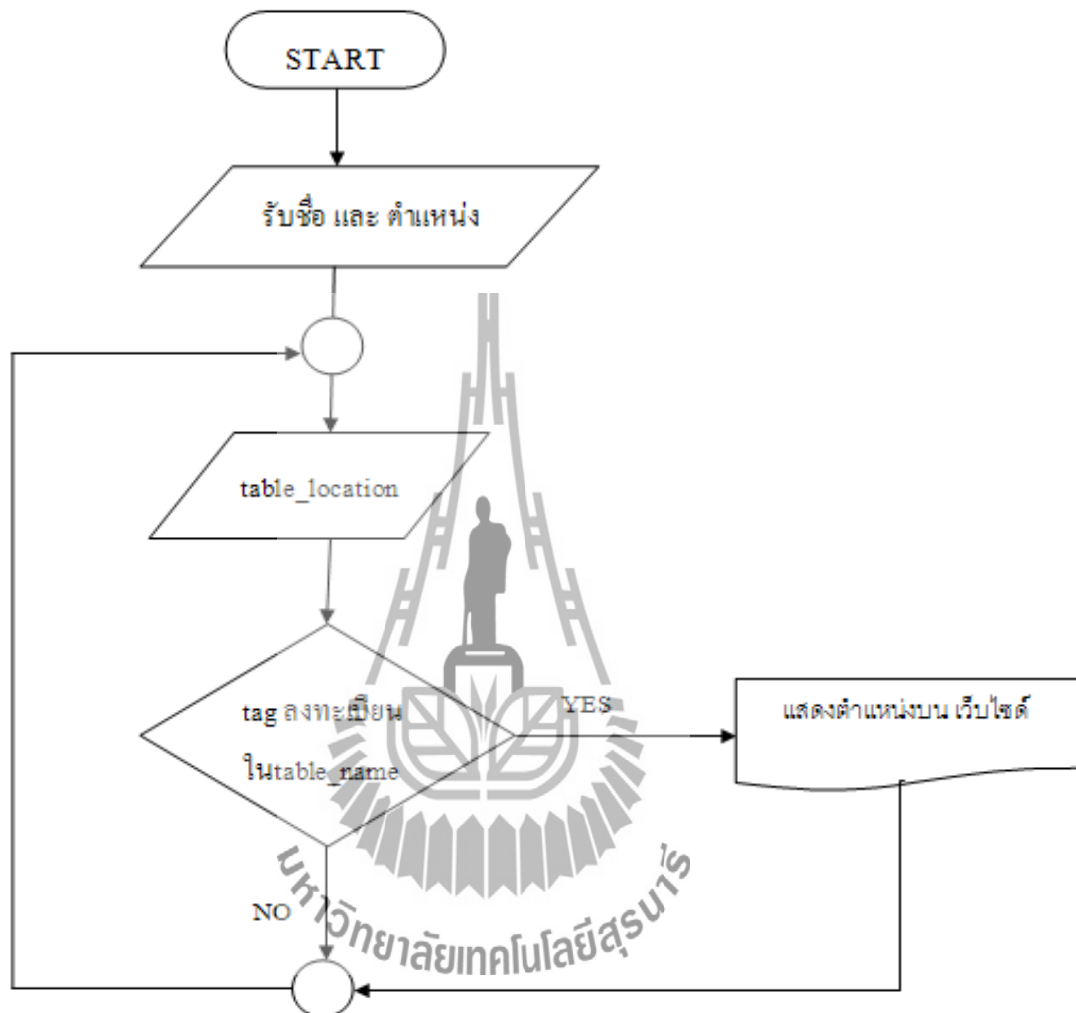 START
รับชื่อ และ ตำแหน่ง
table_location
tag ลงทะเบียน
ในtable_name
YES
แสดงตำแหน่งบน เว็บไซด์
NO
มหาวิทยาลัยเทคโนโลยีสุรนารี